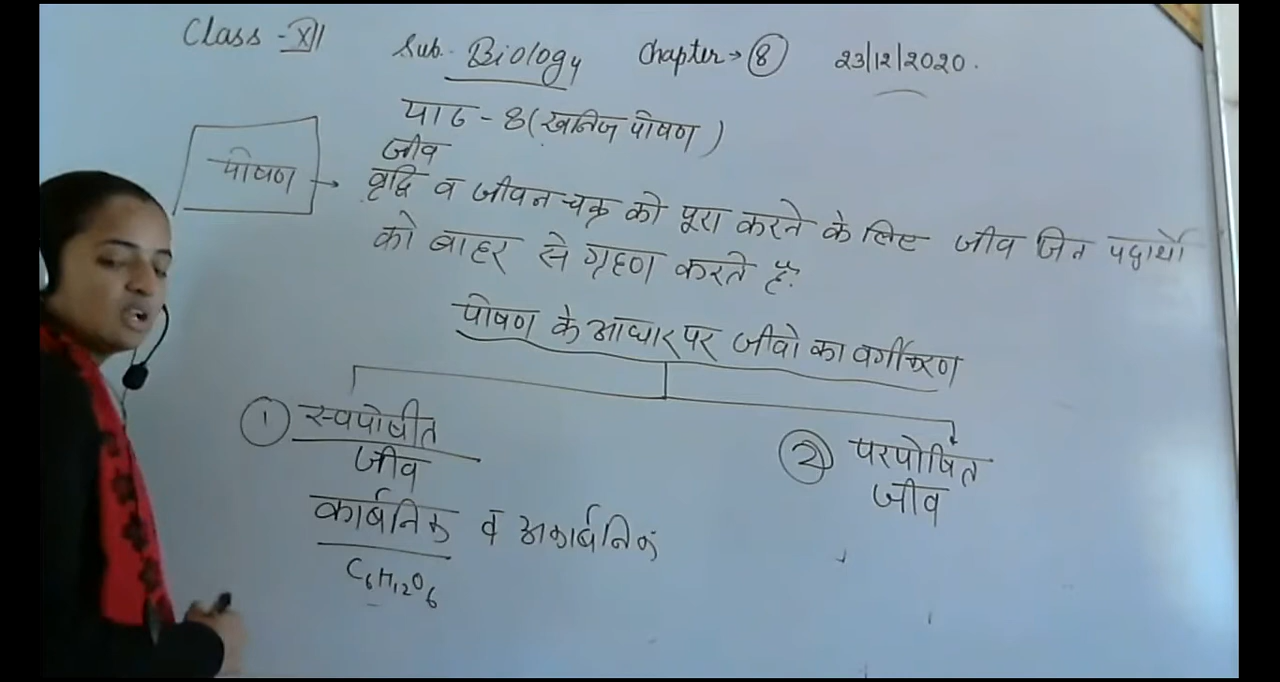 Class - XII Sub. Biology Chapter → 8 23/12/2020.
पाठ - 8 (खनिज पोषण)
जीव
पोषण → वृद्धि व जीवन चक्र को पूरा करने के लिए जीव जिन पदार्थो
को बाहर से ग्रहण करते है।
पोषण के आधार पर जीवो का वर्गीकरण
1 स्वपोषीत
जीव
2 परपोषित
जीव
कार्बनिक व अकार्बनिक
C₆H₁₂O₆